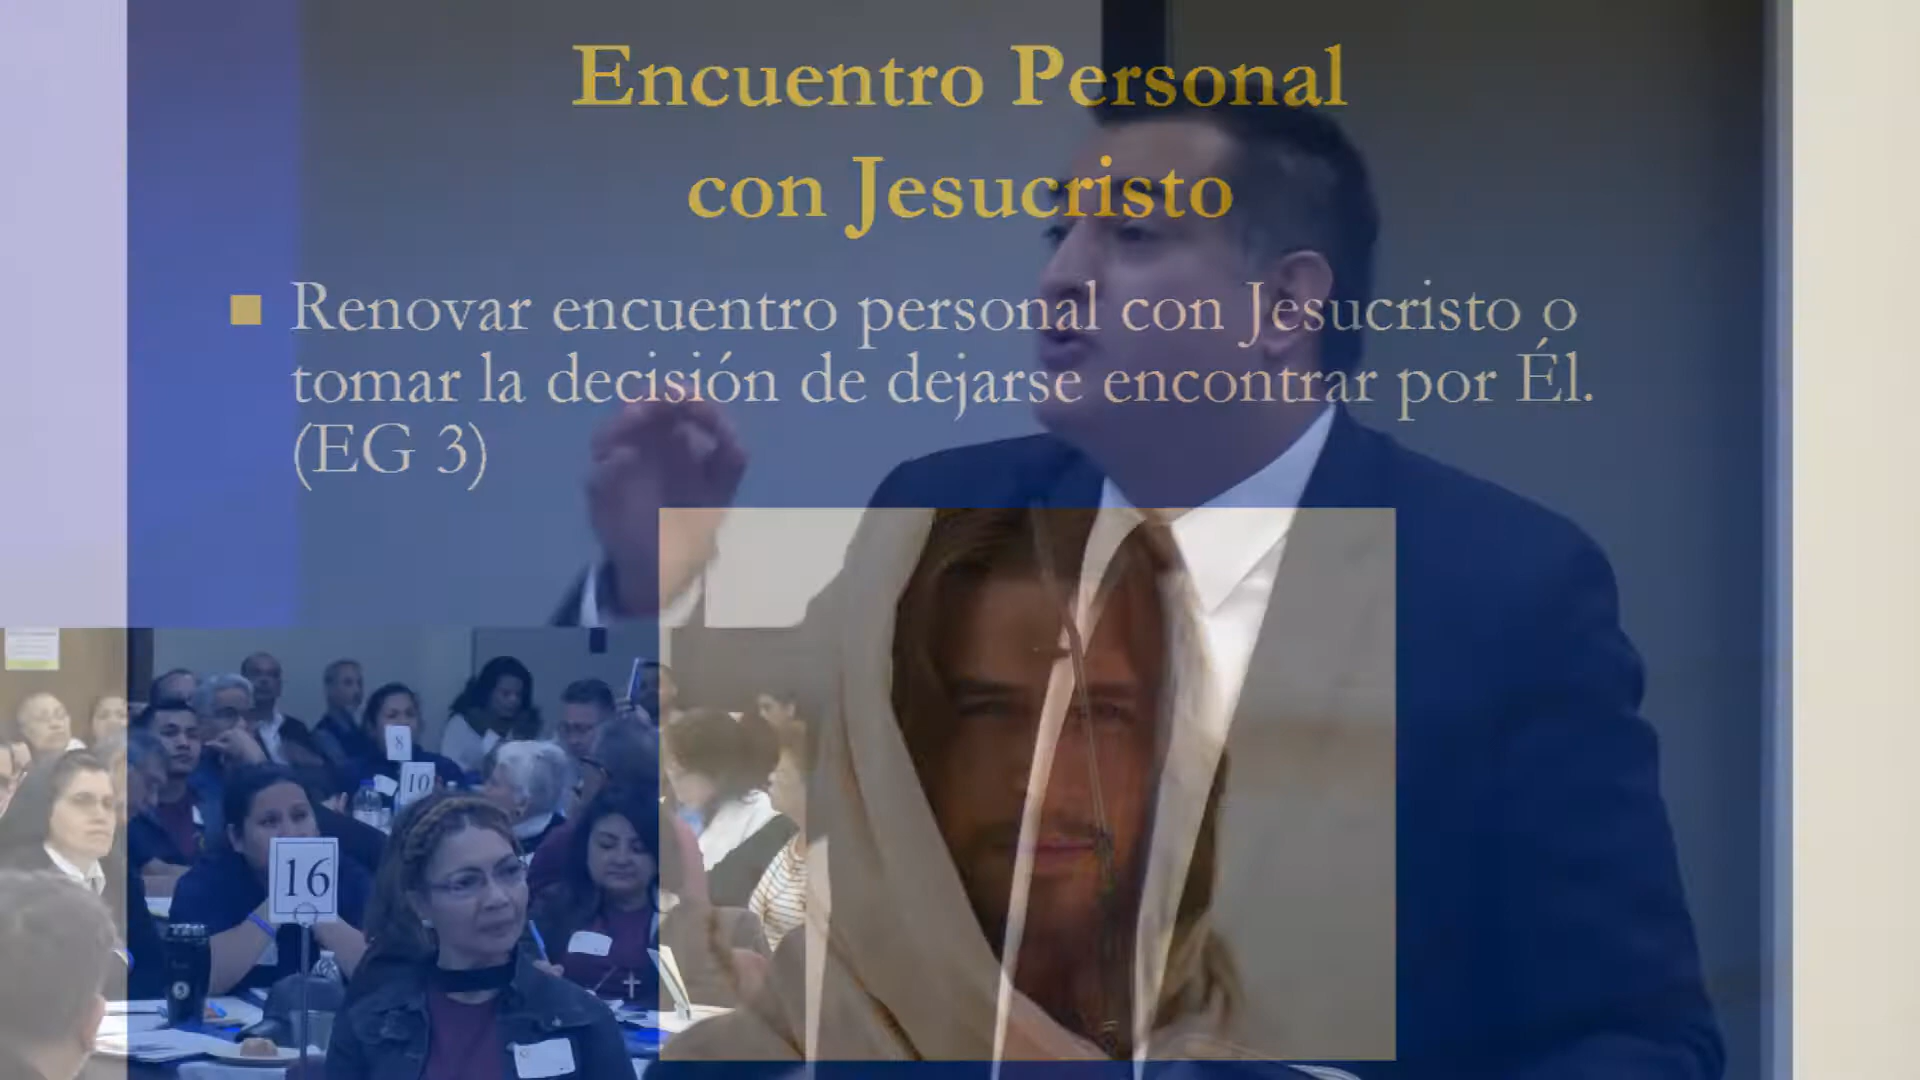 Encuentro Personal
con Jesucristo
Renovar encuentro personal con Jesucristo o
tomar la decisión de dejarse encontrar por Él.
(EG 3)
8
10
16